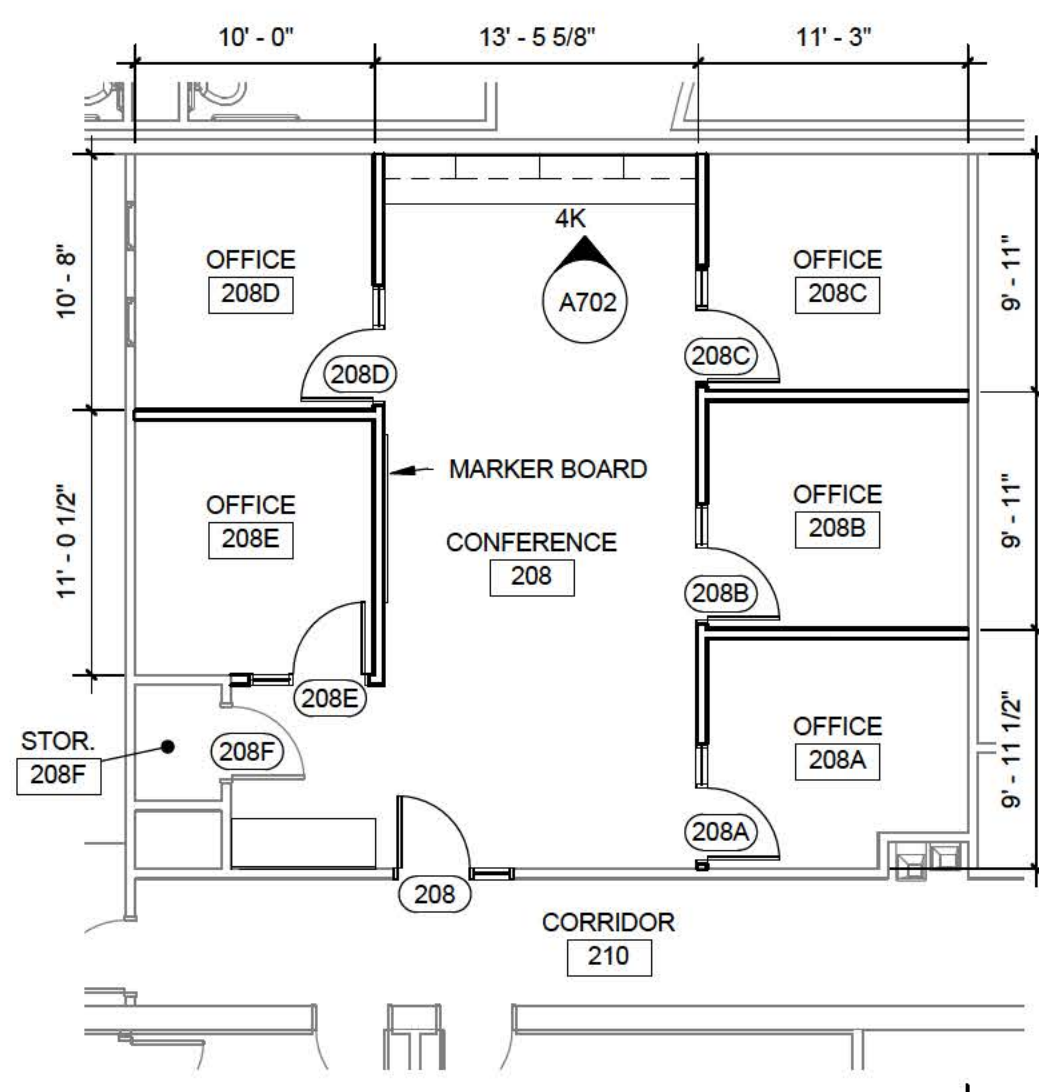 10' - 0"
13' - 5 5/8"
11' - 3"
10' - 8"
OFFICE
208D
4K
A702
OFFICE
208C
9' - 11"
208D
208C
11' - 0 1/2"
OFFICE
208E
MARKER BOARD
CONFERENCE
208
OFFICE
208B
9' - 11"
208B
208E
STOR.
208F
208F
OFFICE
208A
9' - 11 1/2"
208A
208
CORRIDOR
210